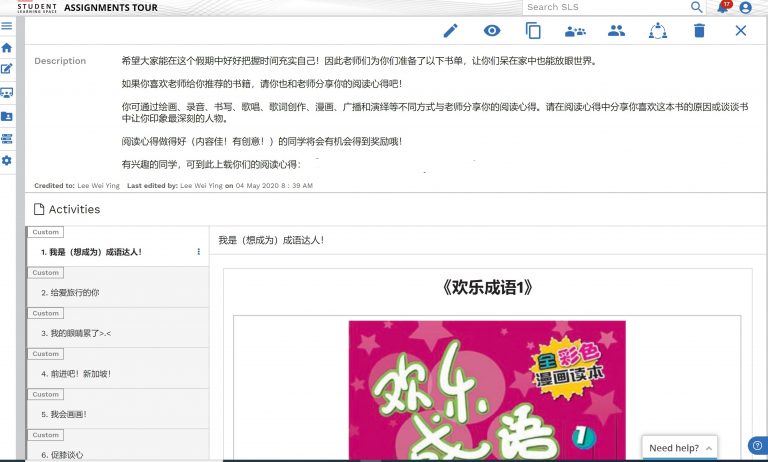 STUDENT
LEARNING SPACE
ASSIGNMENTS TOUR
Search SLS
17
Description
希望大家能在这个假期中好好把握时间充实自己！因此老师们为你们准备了以下书单，让你们呆在家中也能放眼世界。
如果你喜欢老师给你推荐的书籍，请你也和老师分享你的阅读心得吧！
你可通过绘画、录音、书写、歌唱、歌词创作、漫画、广播和演绎等不同方式与老师分享你的阅读心得。请在阅读心得中分享你喜欢这本书的原因或谈谈书
中让你印象最深刻的人物。
阅读心得做得好（内容佳！有创意！）的同学将会有机会得到奖励哦！
有兴趣的同学，可到此上载你们的阅读心得：
Credited to: Lee Wei Ying Last edited by: Lee Wei Ying on 04 May 2020 8 : 39 AM
Activities
Custom
1. 我是（想成为）成语达人！
Custom
2. 给爱旅行的你
Custom
3. 我的眼睛累了>.<
Custom
4. 前进吧！新加坡！
Custom
5. 我会画画！
Custom
6. 促膝谈心
我是（想成为）成语达人！
《欢乐成语1》
全彩色
漫画读本
欢乐
成语
1
Need help?